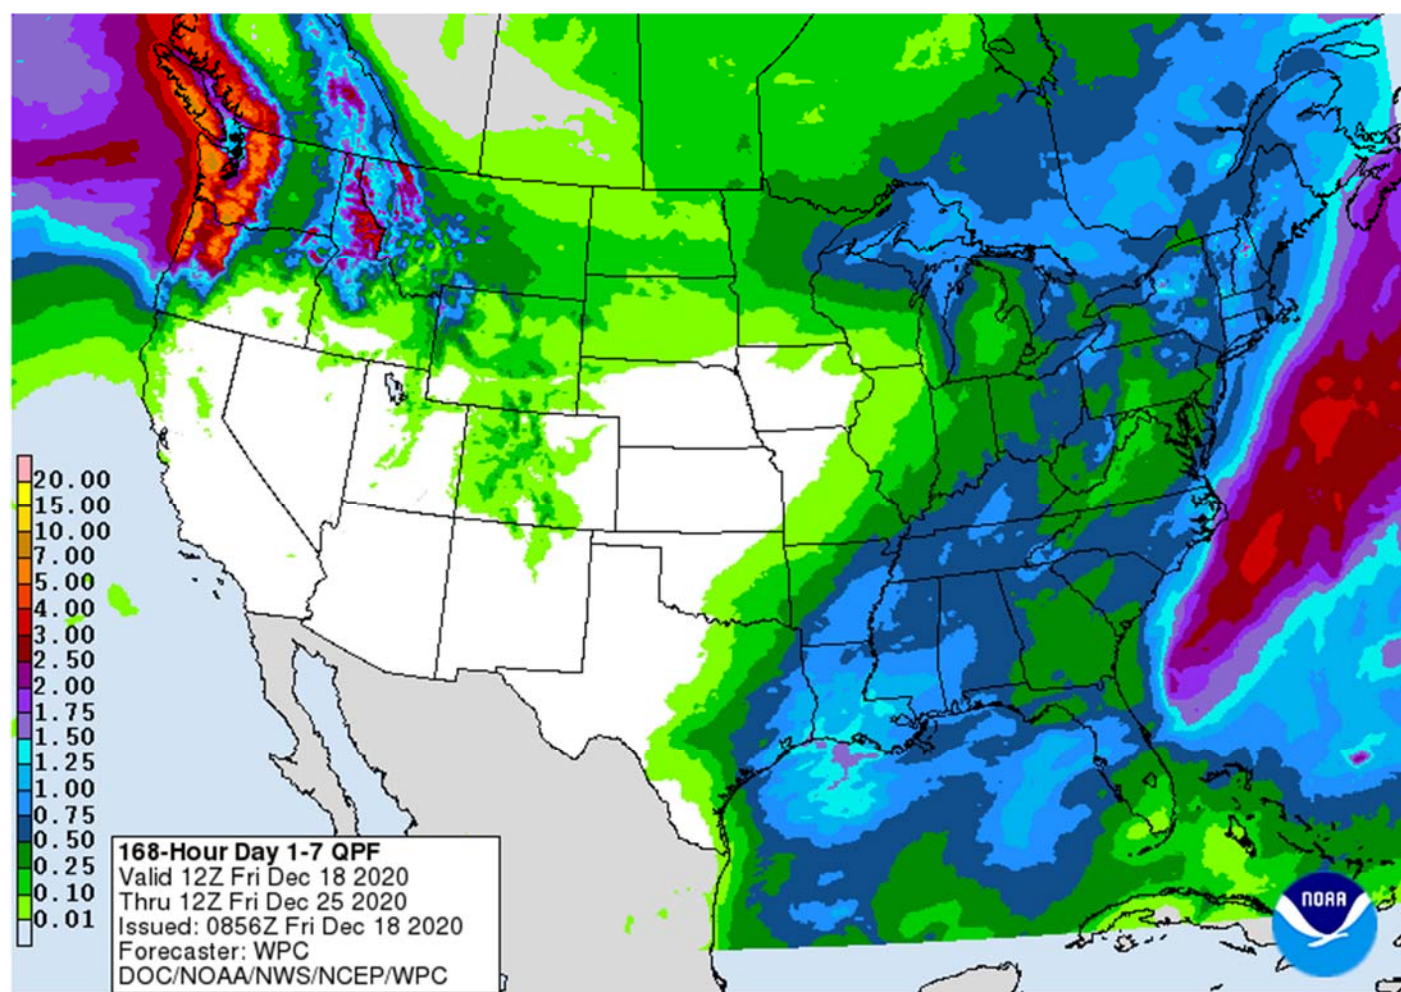 20.00
15.00
10.00
7.00
5.00
4.00
3.00
2.50
2.00
1.75
1.50
1.25
1.00
0.75
0.50
0.25
0.10
0.01
168-Hour Day 1-7 QPF
Valid 12Z Fri Dec 18 2020
Thru 12Z Fri Dec 25 2020
Issued: 0856Z Fri Dec 18 2020
Forecaster: WPC
DOC/NOAA/NWS/NCEP/WPC
NOAA